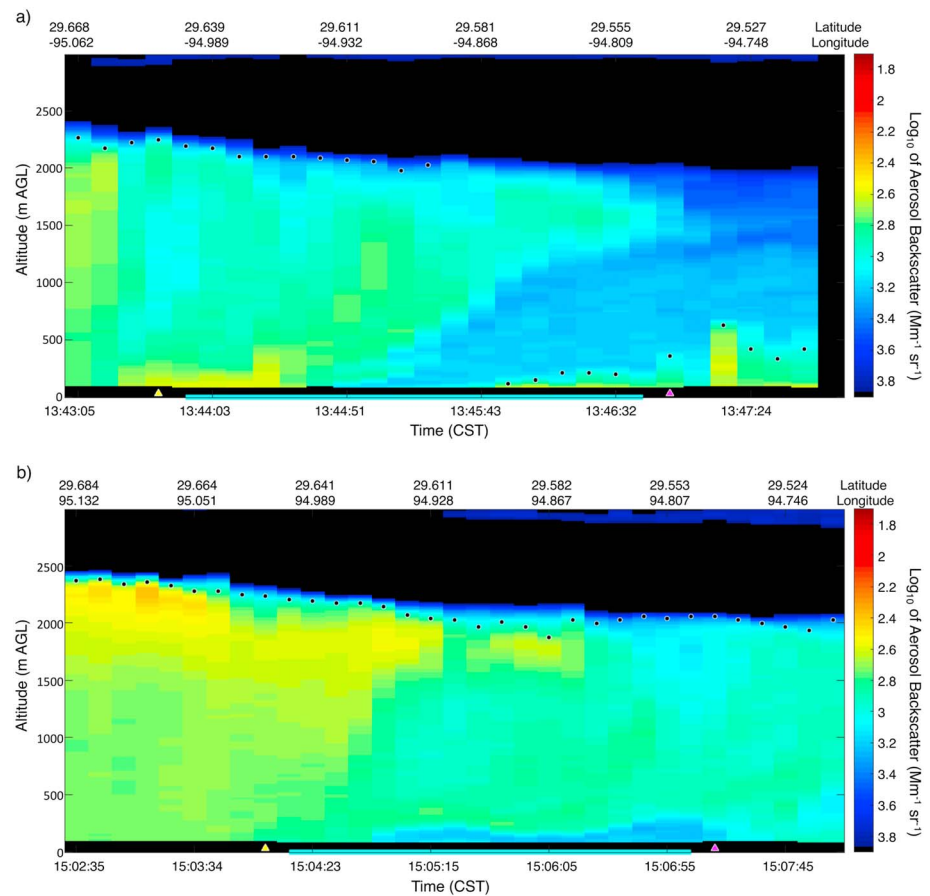 a)
29.668 29.639 29.611 29.581 29.555 29.527 Latitude
-95.062 -94.989 -94.932 -94.868 -94.809 -94.748 Longitude
2500
2000
1500
1000
500
0
Altitude (m AGL)
13:43:05 13:44:03 13:44:51 13:45:43 13:46:32 13:47:24
Time (CST)
1.8
2
2.2
2.4
2.6
2.8
3.0
3.2
3.4
3.6
3.8
Log10 of Aerosol Backscatter (Mm⁻¹ sr⁻¹)
b)
29.684 29.664 29.641 29.611 29.582 29.553 29.524 Latitude
95.132 95.051 94.989 94.928 94.867 94.807 94.746 Longitude
2500
2000
1500
1000
500
0
Altitude (m AGL)
15:02:35 15:03:34 15:04:23 15:05:15 15:06:05 15:06:55 15:07:45
Time (CST)
1.8
2
2.2
2.4
2.6
2.8
3.0
3.2
3.4
3.6
3.8
Log10 of Aerosol Backscatter (Mm⁻¹ sr⁻¹)